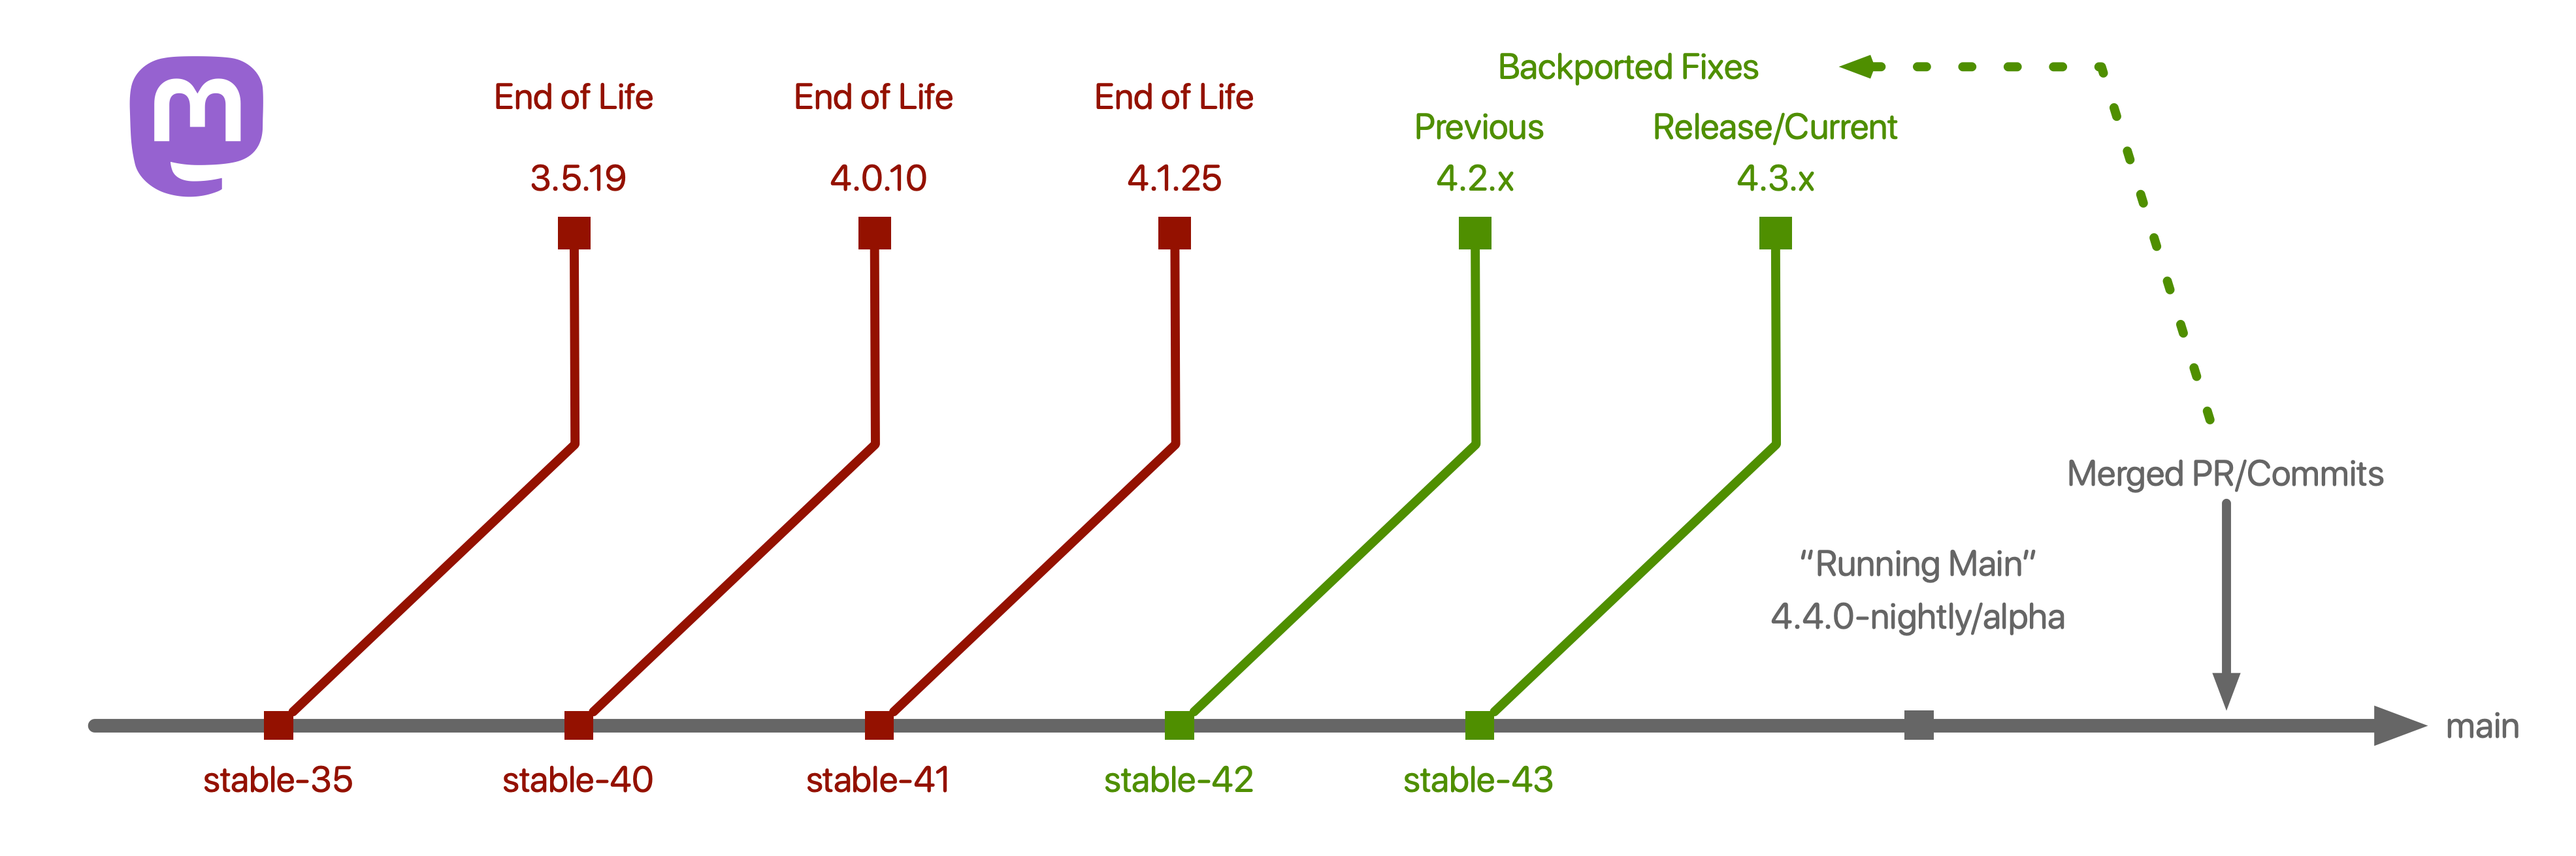 m
Backported Fixes
End of Life
End of Life
End of Life
Previous
Release/Current
3.5.19
4.0.10
4.1.25
4.2.x
4.3.x
Merged PR/Commits
“Running Main”
4.4.0-nightly/alpha
main
stable-35
stable-40
stable-41
stable-42
stable-43